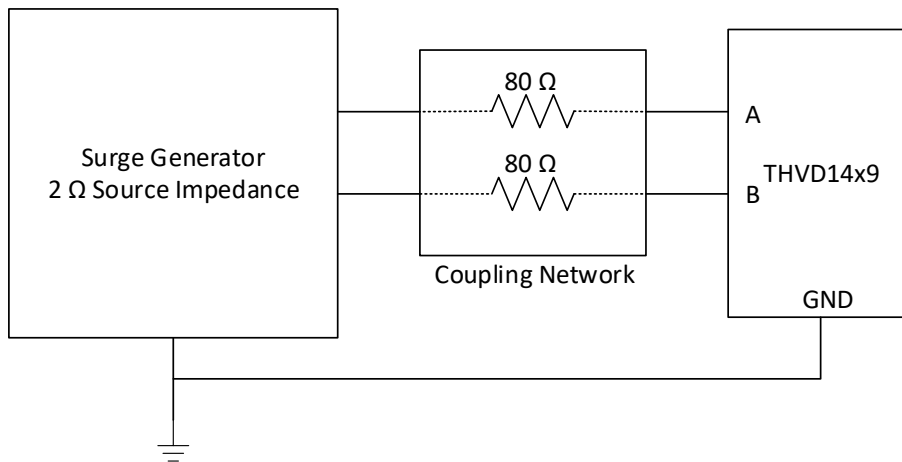 Surge Generator
2 Ω Source Impedance
80 Ω
80 Ω
Coupling Network
A
THVD14x9
B
GND